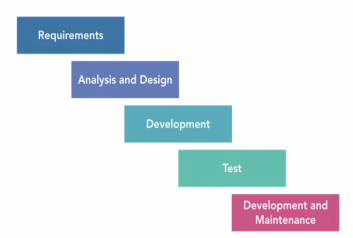 Requirements
Analysis and Design
Development
Test
Development and
Maintenance